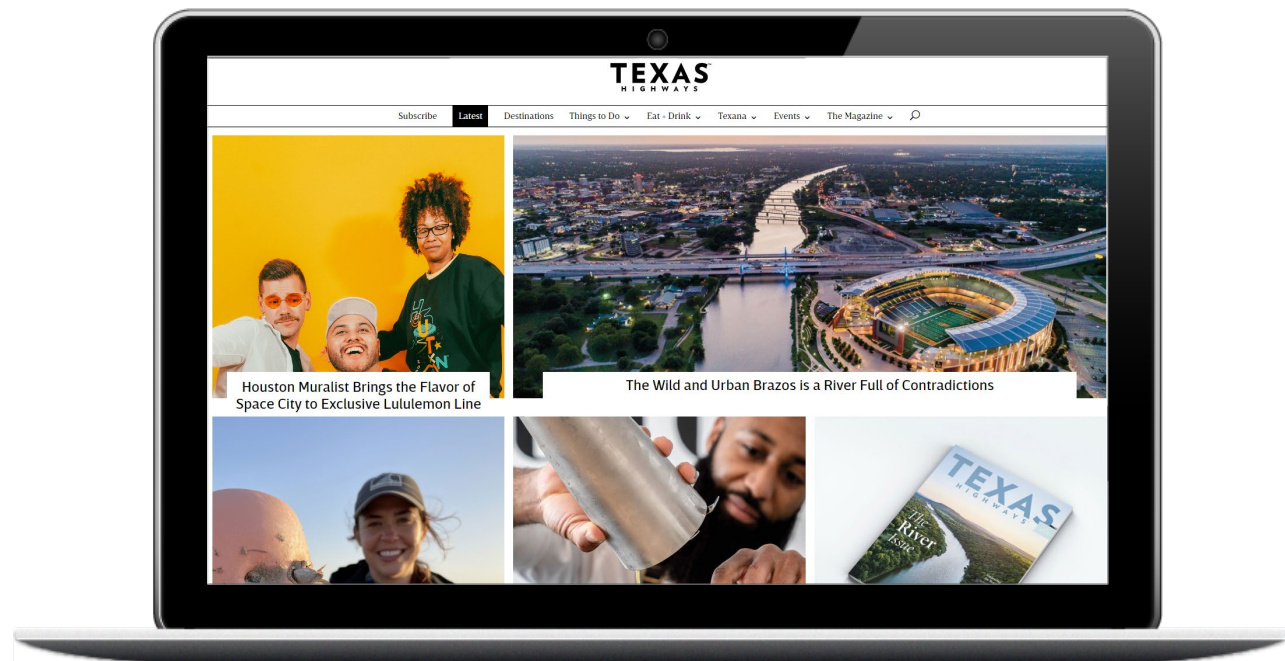 TEXAS
HIGHWAYS
Subscribe
Latest
Destinations
Things to Do
Eat + Drink
Texana
Events
The Magazine
Houston Muralist Brings the Flavor of
Space City to Exclusive Lululemon Line
The Wild and Urban Brazos is a River Full of Contradictions
TEXAS
HIGHWAYS
The
River
Issue